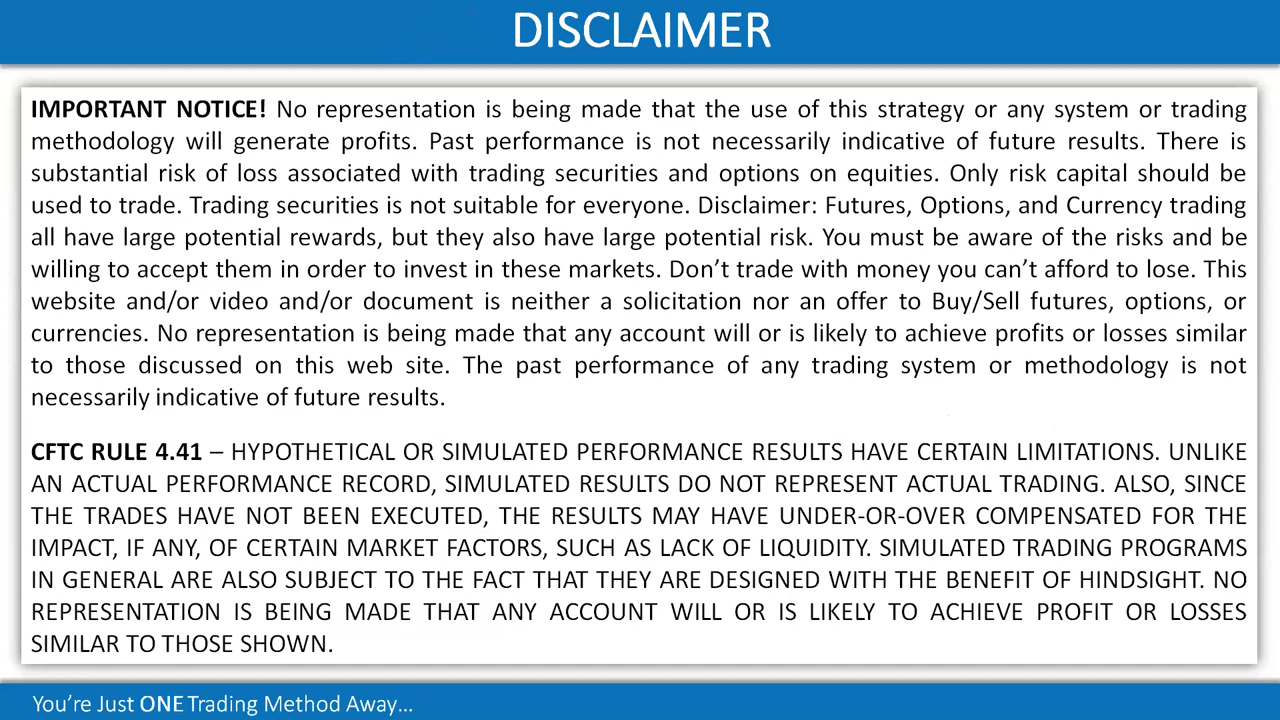 DISCLAIMER
IMPORTANT NOTICE! No representation is being made that the use of this strategy or any system or trading
methodology will generate profits. Past performance is not necessarily indicative of future results. There is
substantial risk of loss associated with trading securities and options on equities. Only risk capital should be
used to trade. Trading securities is not suitable for everyone. Disclaimer: Futures, Options, and Currency trading
all have large potential rewards, but they also have large potential risk. You must be aware of the risks and be
willing to accept them in order to invest in these markets. Don’t trade with money you can’t afford to lose. This
website and/or video and/or document is neither a solicitation nor an offer to Buy/Sell futures, options, or
currencies. No representation is being made that any account will or is likely to achieve profits or losses similar
to those discussed on this web site. The past performance of any trading system or methodology is not
necessarily indicative of future results.
CFTC RULE 4.41 – HYPOTHETICAL OR SIMULATED PERFORMANCE RESULTS HAVE CERTAIN LIMITATIONS. UNLIKE
AN ACTUAL PERFORMANCE RECORD, SIMULATED RESULTS DO NOT REPRESENT ACTUAL TRADING. ALSO, SINCE
THE TRADES HAVE NOT BEEN EXECUTED, THE RESULTS MAY HAVE UNDER-OR-OVER COMPENSATED FOR THE
IMPACT, IF ANY, OF CERTAIN MARKET FACTORS, SUCH AS LACK OF LIQUIDITY. SIMULATED TRADING PROGRAMS
IN GENERAL ARE ALSO SUBJECT TO THE FACT THAT THEY ARE DESIGNED WITH THE BENEFIT OF HINDSIGHT. NO
REPRESENTATION IS BEING MADE THAT ANY ACCOUNT WILL OR IS LIKELY TO ACHIEVE PROFIT OR LOSSES
SIMILAR TO THOSE SHOWN.
You’re Just ONE Trading Method Away…